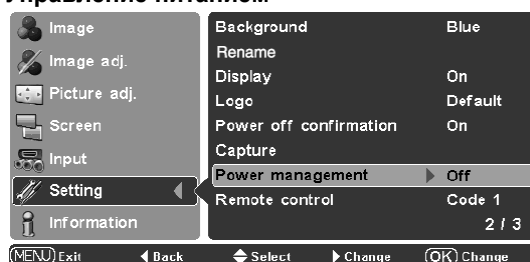 Управление питанием
Image
Image adj.
Picture adj.
Screen
Input
Setting
Information
Background Blue
Rename
Display On
Logo Default
Power off confirmation On
Capture
Power management Off
Remote control Code 1
2 / 3
MENU Exit Back Select Change OK Change